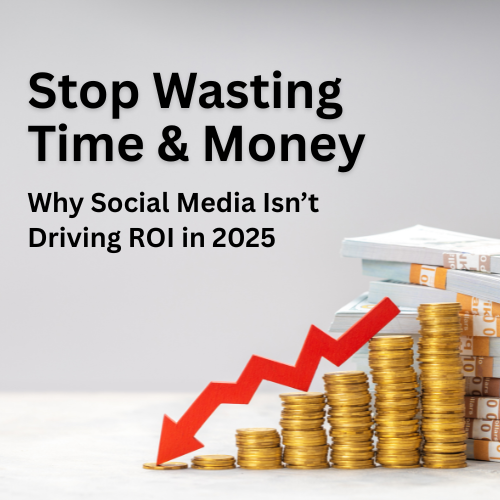 Stop Wasting
Time & Money
Why Social Media Isn’t
Driving ROI in 2025